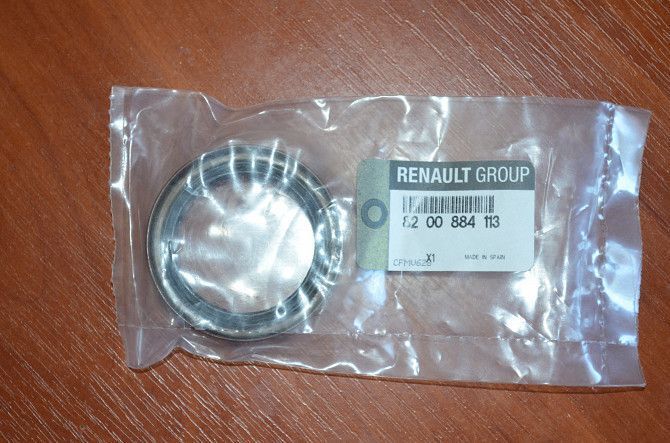 RENAULT GROUP
82 00 884 113
X1
MADE IN SPAIN